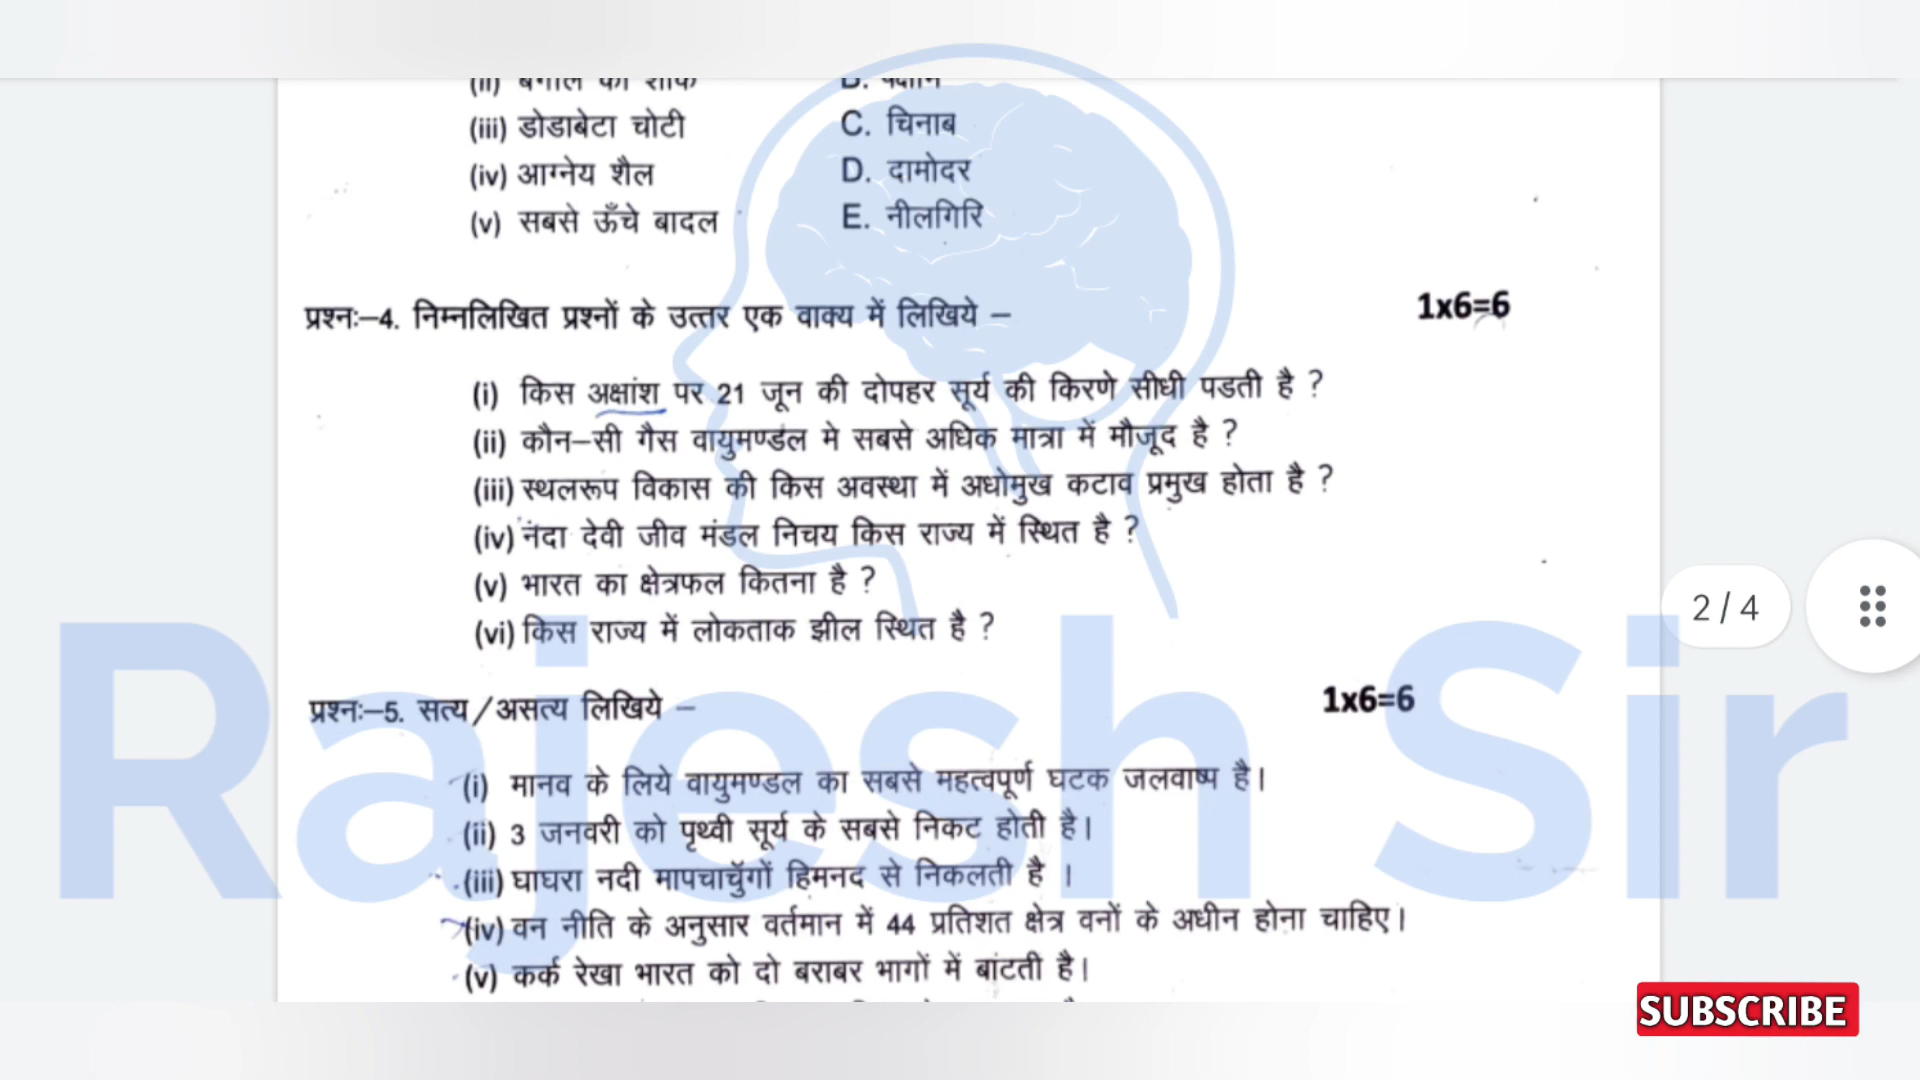 (ii) बंगाल का शोक
(iii) डोडाबेटा चोटी C. चिनाब
(iv) आग्नेय शैल D. दामोदर
(v) सबसे ऊँचे बादल E. नीलगिरि
प्रश्नः–4. निम्नलिखित प्रश्नों के उत्तर एक वाक्य में लिखिये – 1x6=6
(i) किस अक्षांश पर 21 जून की दोपहर सूर्य की किरणे सीधी पडती है ?
(ii) कौन–सी गैस वायुमण्डल मे सबसे अधिक मात्रा में मौजूद है ?
(iii) स्थलरूप विकास की किस अवस्था में अधोमुख कटाव प्रमुख होता है ?
(iv) नंदा देवी जीव मंडल निचय किस राज्य में स्थित है ?
(v) भारत का क्षेत्रफल कितना है ?
(vi) किस राज्य में लोकताक झील स्थित है ?
2 / 4
प्रश्नः–5. सत्य/असत्य लिखिये – 1x6=6
(i) मानव के लिये वायुमण्डल का सबसे महत्वपूर्ण घटक जलवाष्प है।
(ii) 3 जनवरी को पृथ्वी सूर्य के सबसे निकट होती है।
(iii) घाघरा नदी मापचाचुँगों हिमनद से निकलती है ।
(iv) वन नीति के अनुसार वर्तमान में 44 प्रतिशत क्षेत्र वनों के अधीन होना चाहिए।
(v) कर्क रेखा भारत को दो बराबर भागों में बांटती है।
Rajesh Sir
SUBSCRIBE